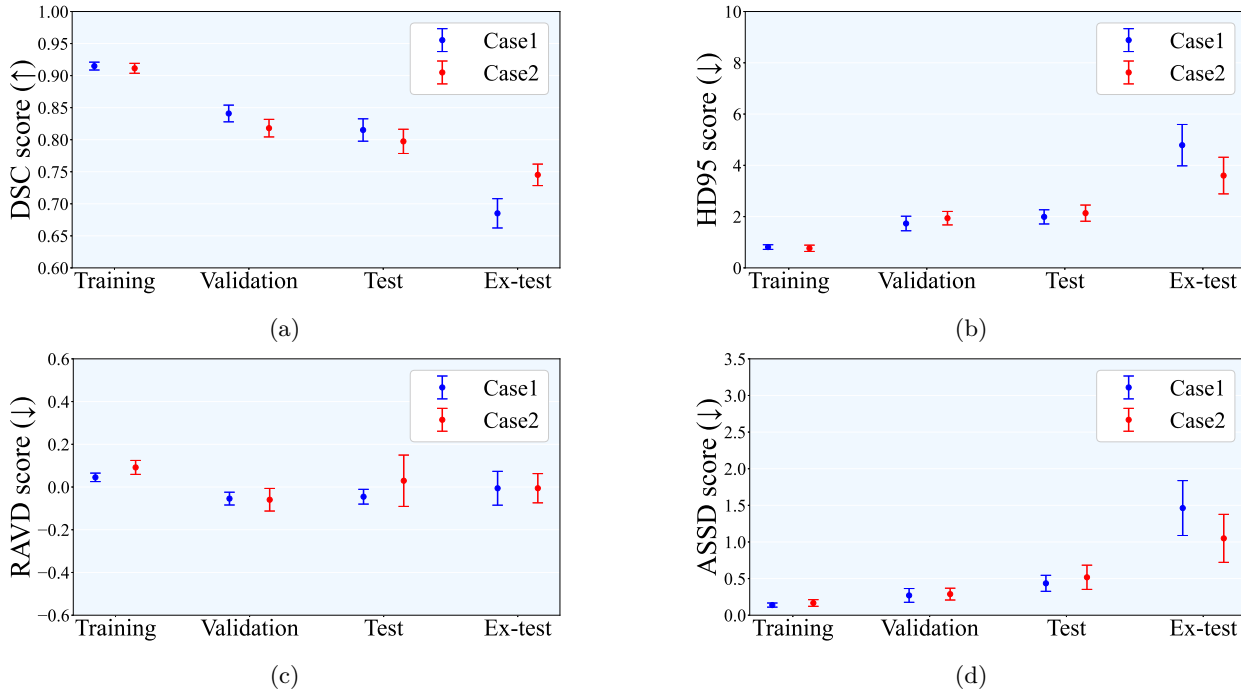 1.00
0.95
0.90
0.85
0.80
0.75
0.70
0.65
0.60
DSC score (↑)
Case1
Case2
Training Validation Test Ex-test
(a)
10
8
6
4
2
0
HD95 score (↓)
Case1
Case2
Training Validation Test Ex-test
(b)
0.6
0.4
0.2
0.0
−0.2
−0.4
−0.6
RAVD score (↓)
Case1
Case2
Training Validation Test Ex-test
(c)
3.5
3.0
2.5
2.0
1.5
1.0
0.5
0.0
ASSD score (↓)
Case1
Case2
Training Validation Test Ex-test
(d)